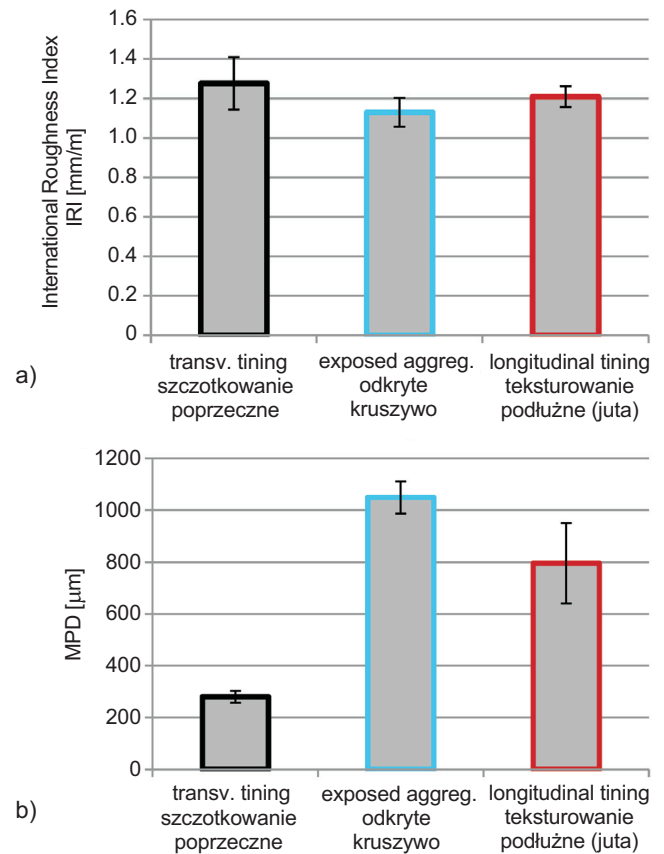 International Roughness Index
IRI [mm/m]
1.6
1.4
1.2
1.0
0.8
0.6
0.4
0.2
0
transv. tining
szczotkowanie
poprzeczne
exposed aggreg.
odkryte
kruszywo
longitudinal tining
teksturowanie
podłużne (juta)
a)
MPD [µm]
1200
1000
800
600
400
200
0
transv. tining
szczotkowanie
poprzeczne
exposed aggreg.
odkryte
kruszywo
longitudinal tining
teksturowanie
podłużne (juta)
b)